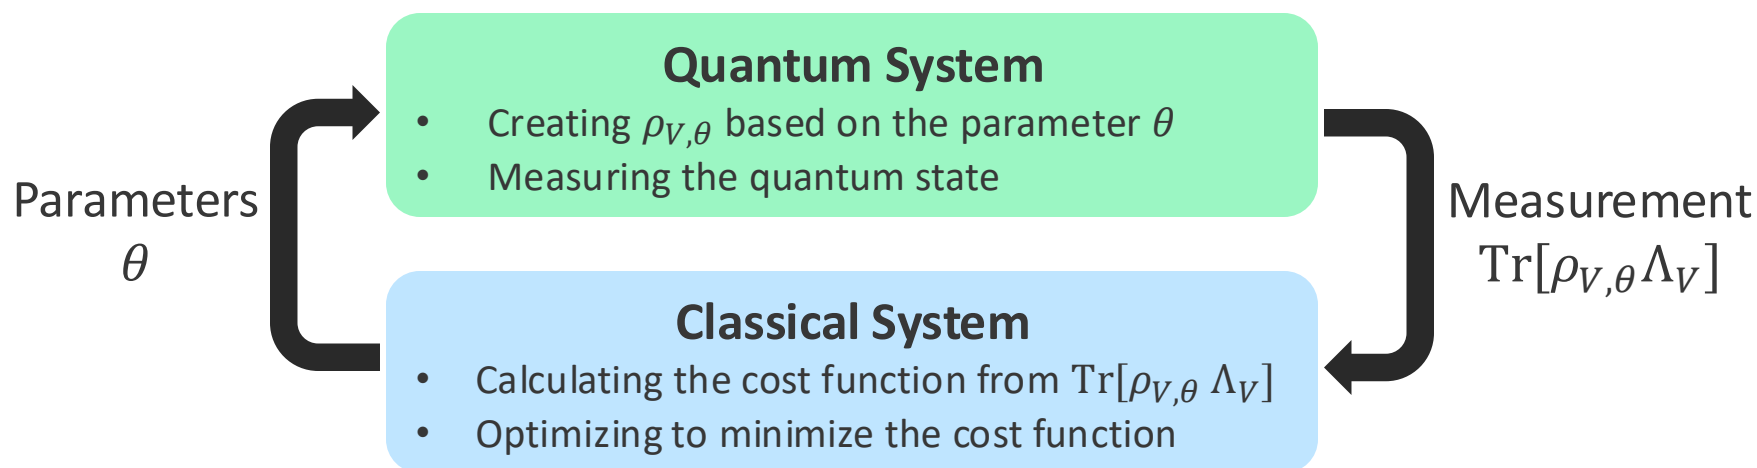 Quantum System
• Creating ρ_{V,θ} based on the parameter θ
• Measuring the quantum state
Parameters
θ
Measurement
Tr[ρ_{V,θ} Λ_V]
Classical System
• Calculating the cost function from Tr[ρ_{V,θ} Λ_V]
• Optimizing to minimize the cost function